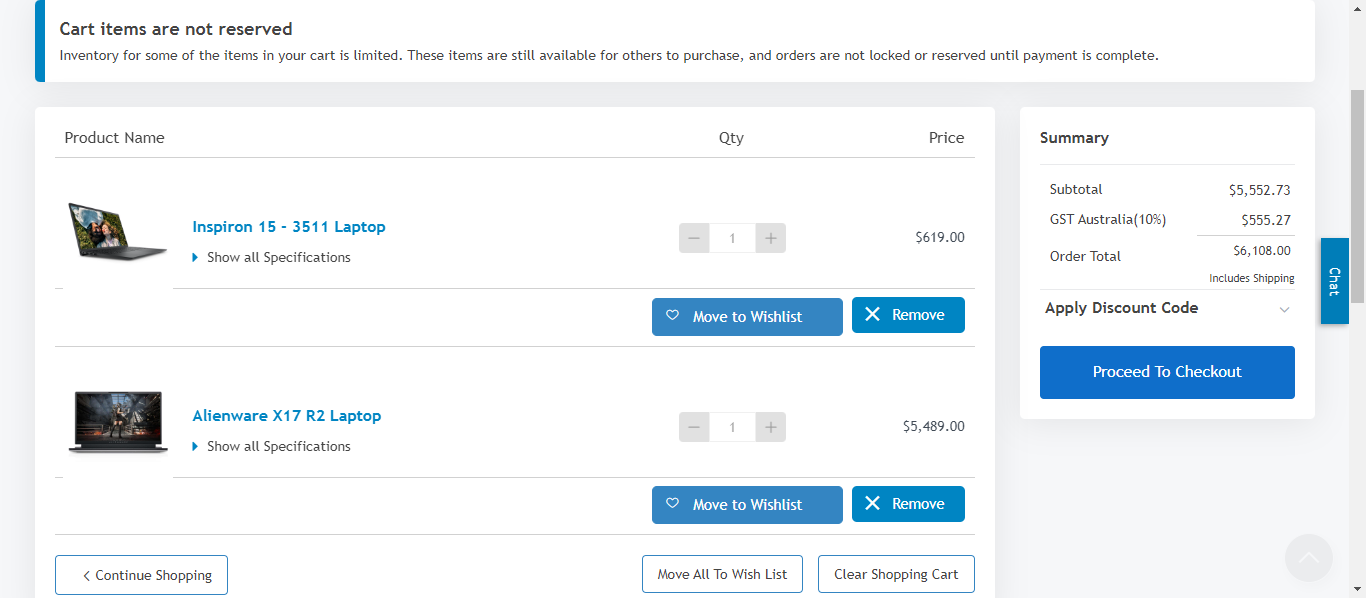 Cart items are not reserved
Inventory for some of the items in your cart is limited. These items are still available for others to purchase, and orders are not locked or reserved until payment is complete.
Product Name Qty Price
Inspiron 15 - 3511 Laptop
Show all Specifications
1
$619.00
Move to Wishlist
Remove
Alienware X17 R2 Laptop
Show all Specifications
1
$5,489.00
Move to Wishlist
Remove
Continue Shopping
Move All To Wish List
Clear Shopping Cart
Summary
Subtotal $5,552.73
GST Australia(10%) $555.27
Order Total $6,108.00
Includes Shipping
Apply Discount Code
Proceed To Checkout
Chat